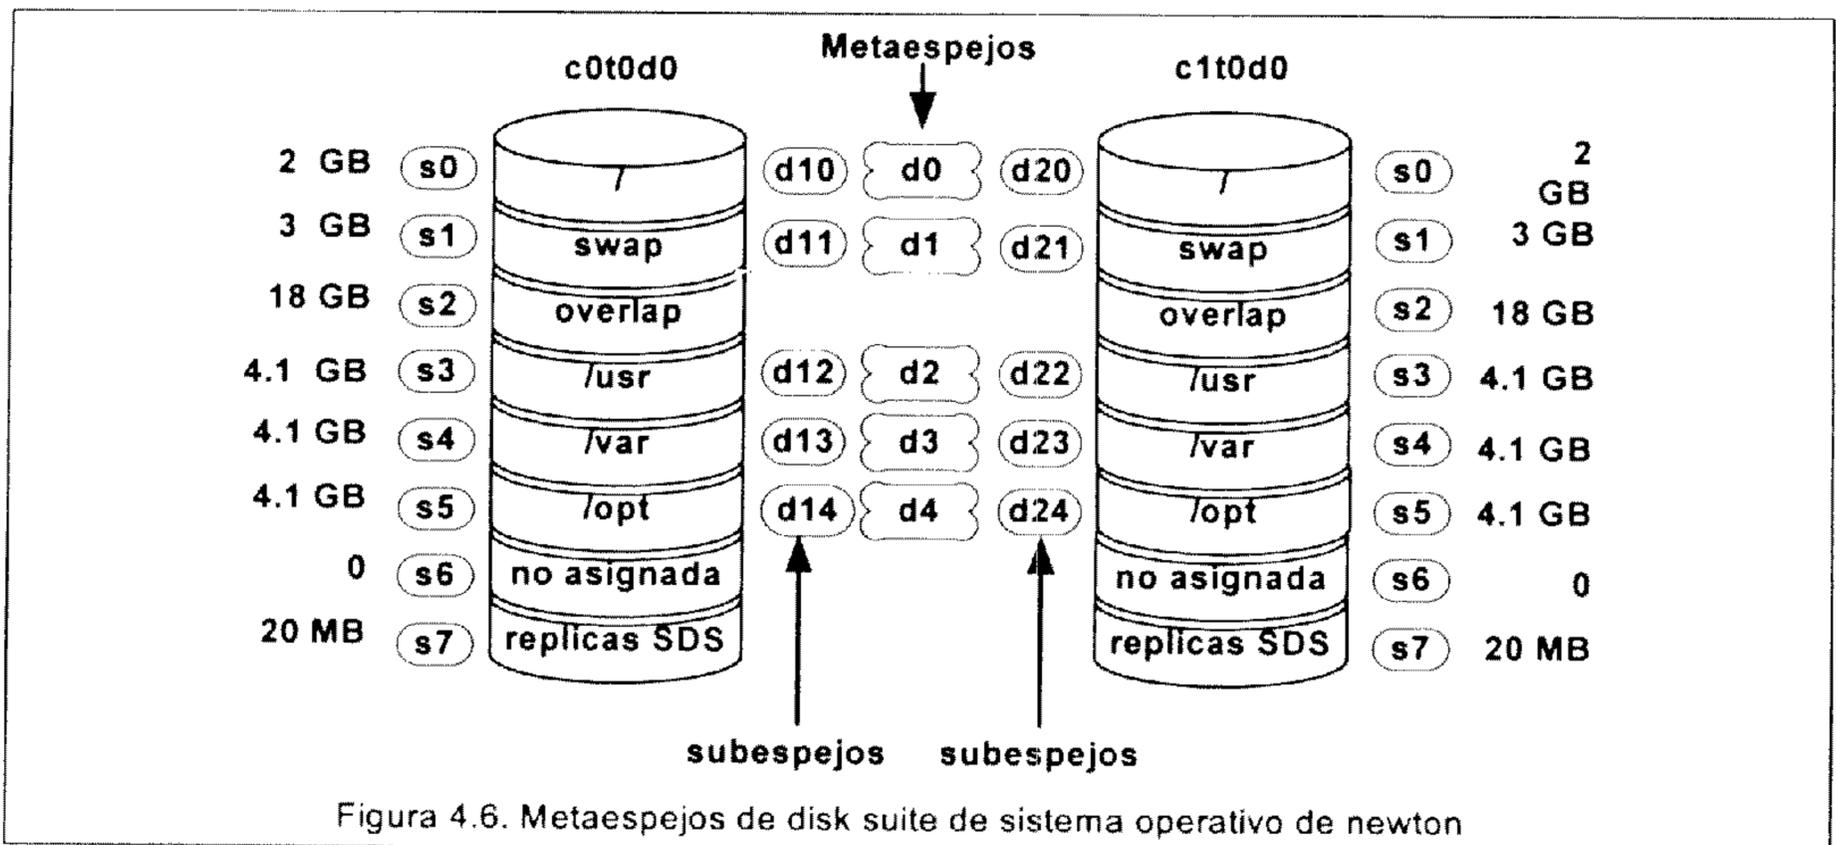 Metaespejos
c0t0d0 c1t0d0
2 GB s0 / d10 d0 d20 / s0 2
GB
3 GB s1 swap d11 d1 d21 swap s1 3 GB
18 GB s2 overlap overlap s2 18 GB
4.1 GB s3 /usr d12 d2 d22 /usr s3 4.1 GB
4.1 GB s4 /var d13 d3 d23 /var s4 4.1 GB
4.1 GB s5 /opt d14 d4 d24 /opt s5 4.1 GB
0 s6 no asignada no asignada s6 0
20 MB s7 replicas SDS replicas SDS s7 20 MB
subespejos subespejos
Figura 4.6. Metaespejos de disk suite de sistema operativo de newton